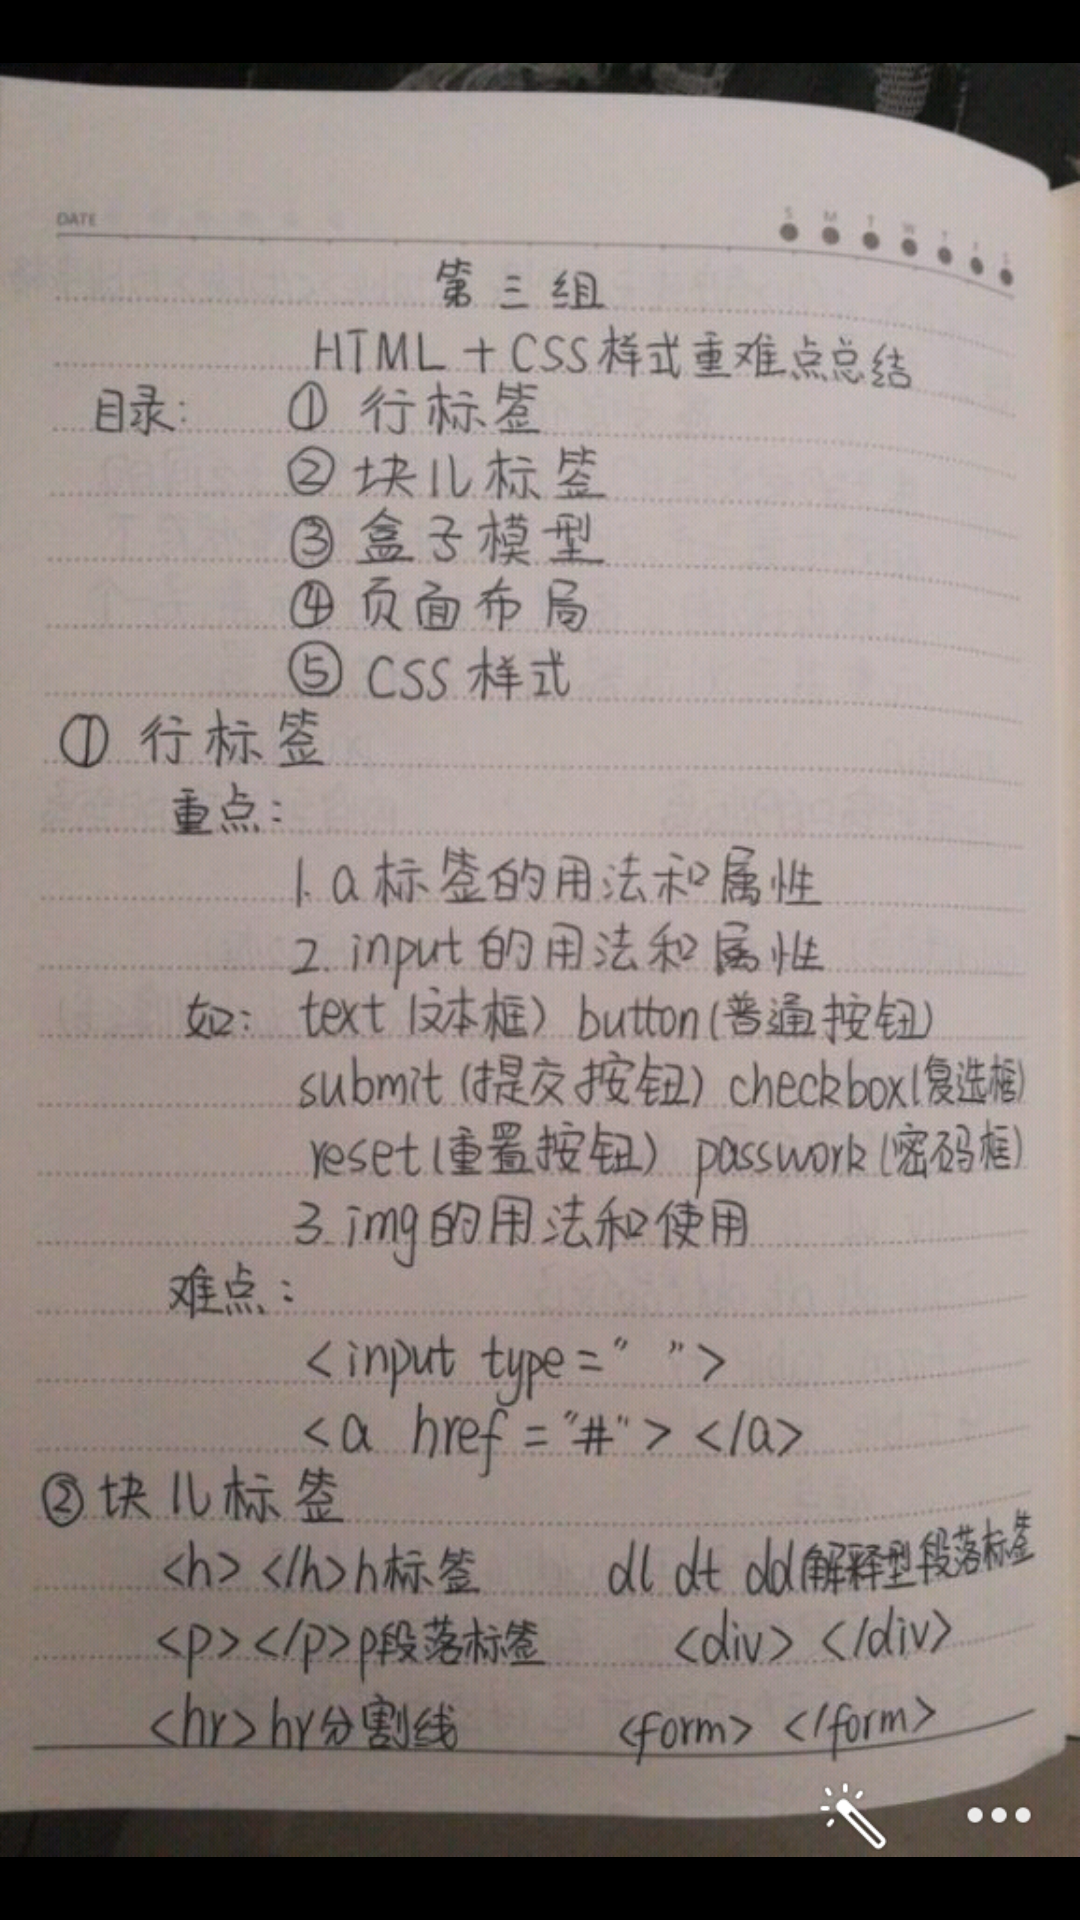 DATE
S M T W T F S
第三组
HTML+CSS样式重难点总结
目录: ① 行标签
② 块儿标签
③ 盒子模型
④ 页面布局
⑤ CSS 样式
① 行标签
重点:
1. a标签的用法和属性
2. input的用法和属性
如: text (文本框) button(普通按钮)
submit (提交按钮) checkbox(复选框)
reset(重置按钮) passwork(密码框)
3. img的用法和使用
难点:
<input type=" ">
<a href="#"> </a>
② 块儿标签
<h> </h> h标签 dl dt dd解释型段落标签
<p> </p> p段落标签 <div> </div>
<hr> hr分割线 <form> </form>